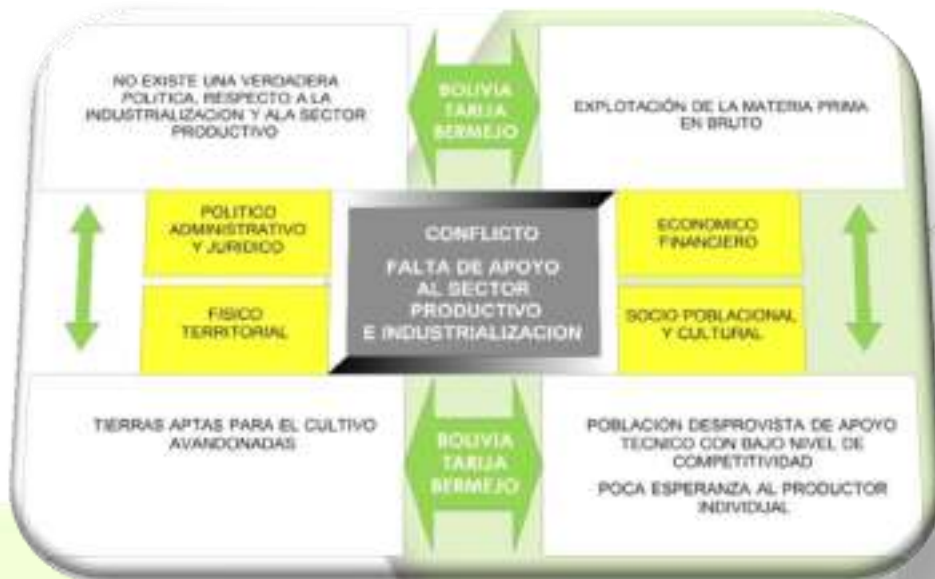 NO EXISTE UNA VERDADERA
POLITICA, RESPECTO A LA
INDUSTRIALIZACION Y ALA SECTOR
PRODUCTIVO
BOLIVIA
TARIJA
BERMEJO
EXPLOTACIÓN DE LA MATERIA PRIMA
EN BRUTO
POLITICO
ADMINISTRATIVO
Y JURIDICO
CONFLICTO
FALTA DE APOYO
AL SECTOR
PRODUCTIVO
E INDUSTRIALIZACION
ECONOMICO
FINANCIERO
FISICO
TERRITORIAL
SOCIO POBLACIONAL
Y CULTURAL
TIERRAS APTAS PARA EL CULTIVO
AVANDONADAS
BOLIVIA
TARIJA
BERMEJO
POBLACIÓN DESPROVISTA DE APOYO
TECNICO CON BAJO NIVEL DE
COMPETITIVIDAD
POCA ESPERANZA AL PRODUCTOR
INDIVIDUAL